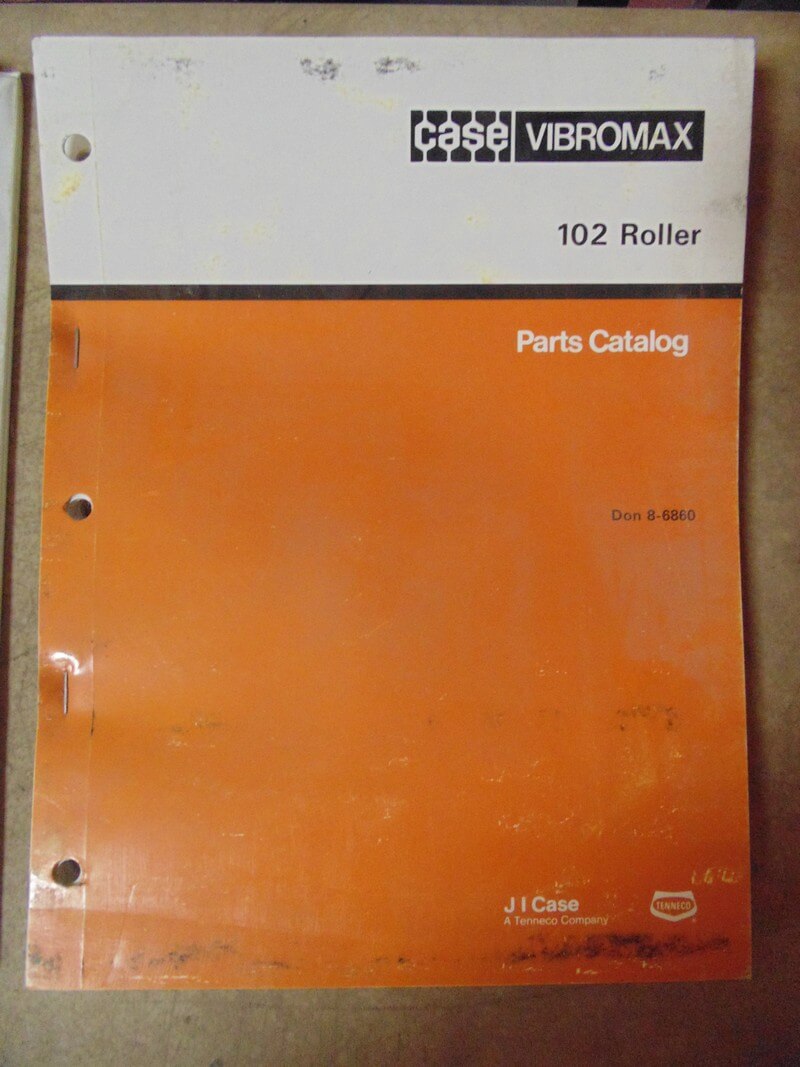 case VIBROMAX
102 Roller
Parts Catalog
Don 8-6860
J I Case
A Tenneco Company
TENNECO